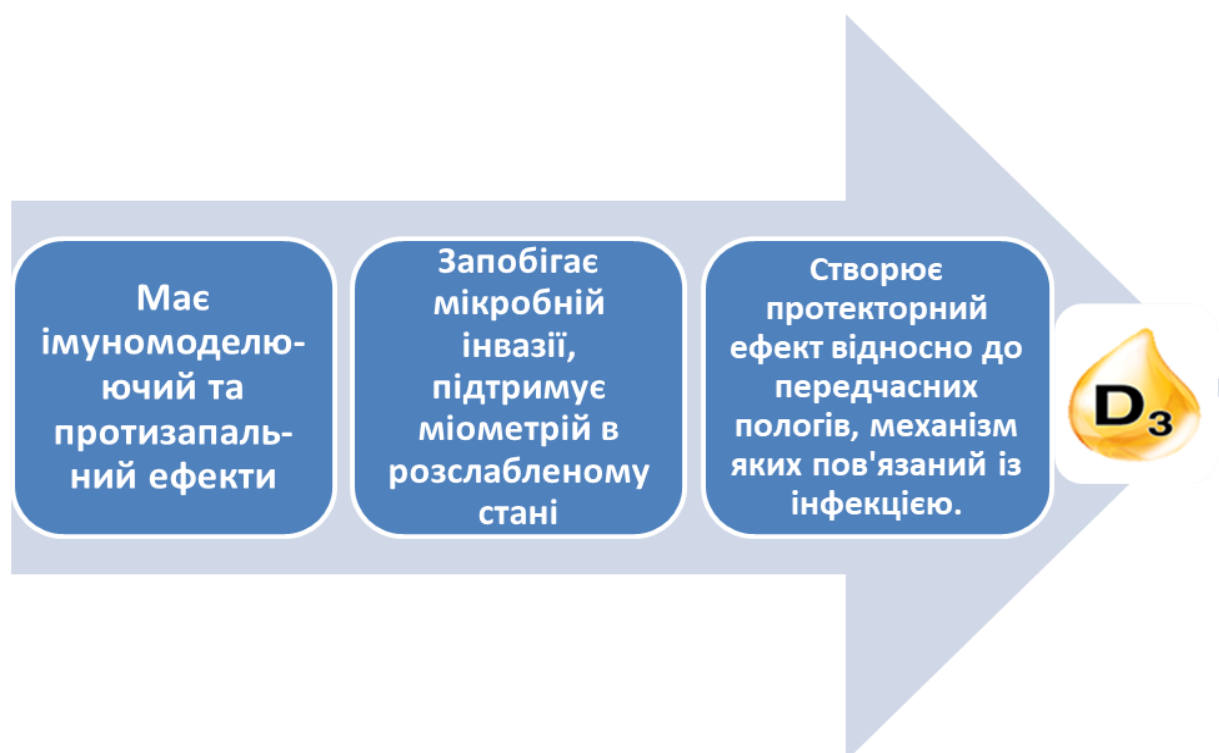 Має
імуномоделю-
ючий та
протизапаль-
ний ефекти
Запобігає
мікробній
інвазії,
підтримує
міометрій в
розслабленому
стані
Створює
протекторний
ефект відносно до
передчасних
пологів, механізм
яких пов'язаний із
інфекцією.
D3